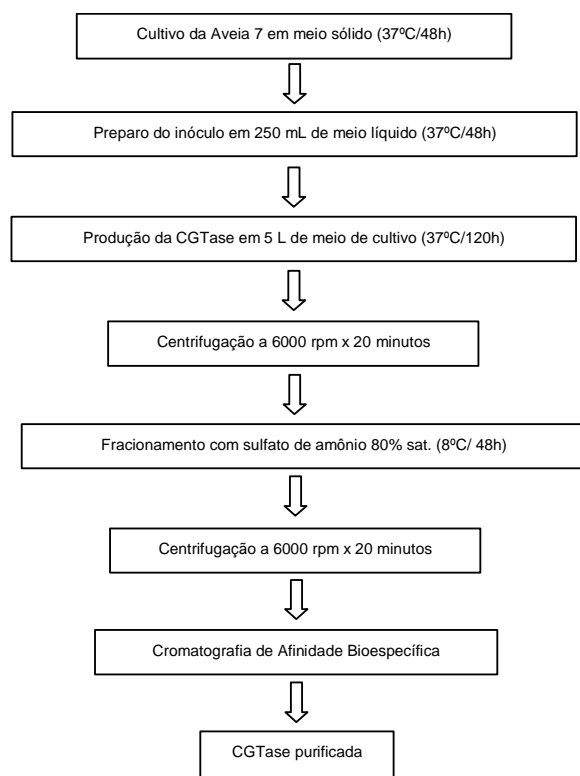 Cultivo da Aveia 7 em meio sólido (37ºC/48h)
Preparo do inóculo em 250 mL de meio líquido (37ºC/48h)
Produção da CGTase em 5 L de meio de cultivo (37ºC/120h)
Centrifugação a 6000 rpm x 20 minutos
Fracionamento com sulfato de amônio 80% sat. (8ºC/ 48h)
Centrifugação a 6000 rpm x 20 minutos
Cromatografia de Afinidade Bioespecífica
CGTase purificada